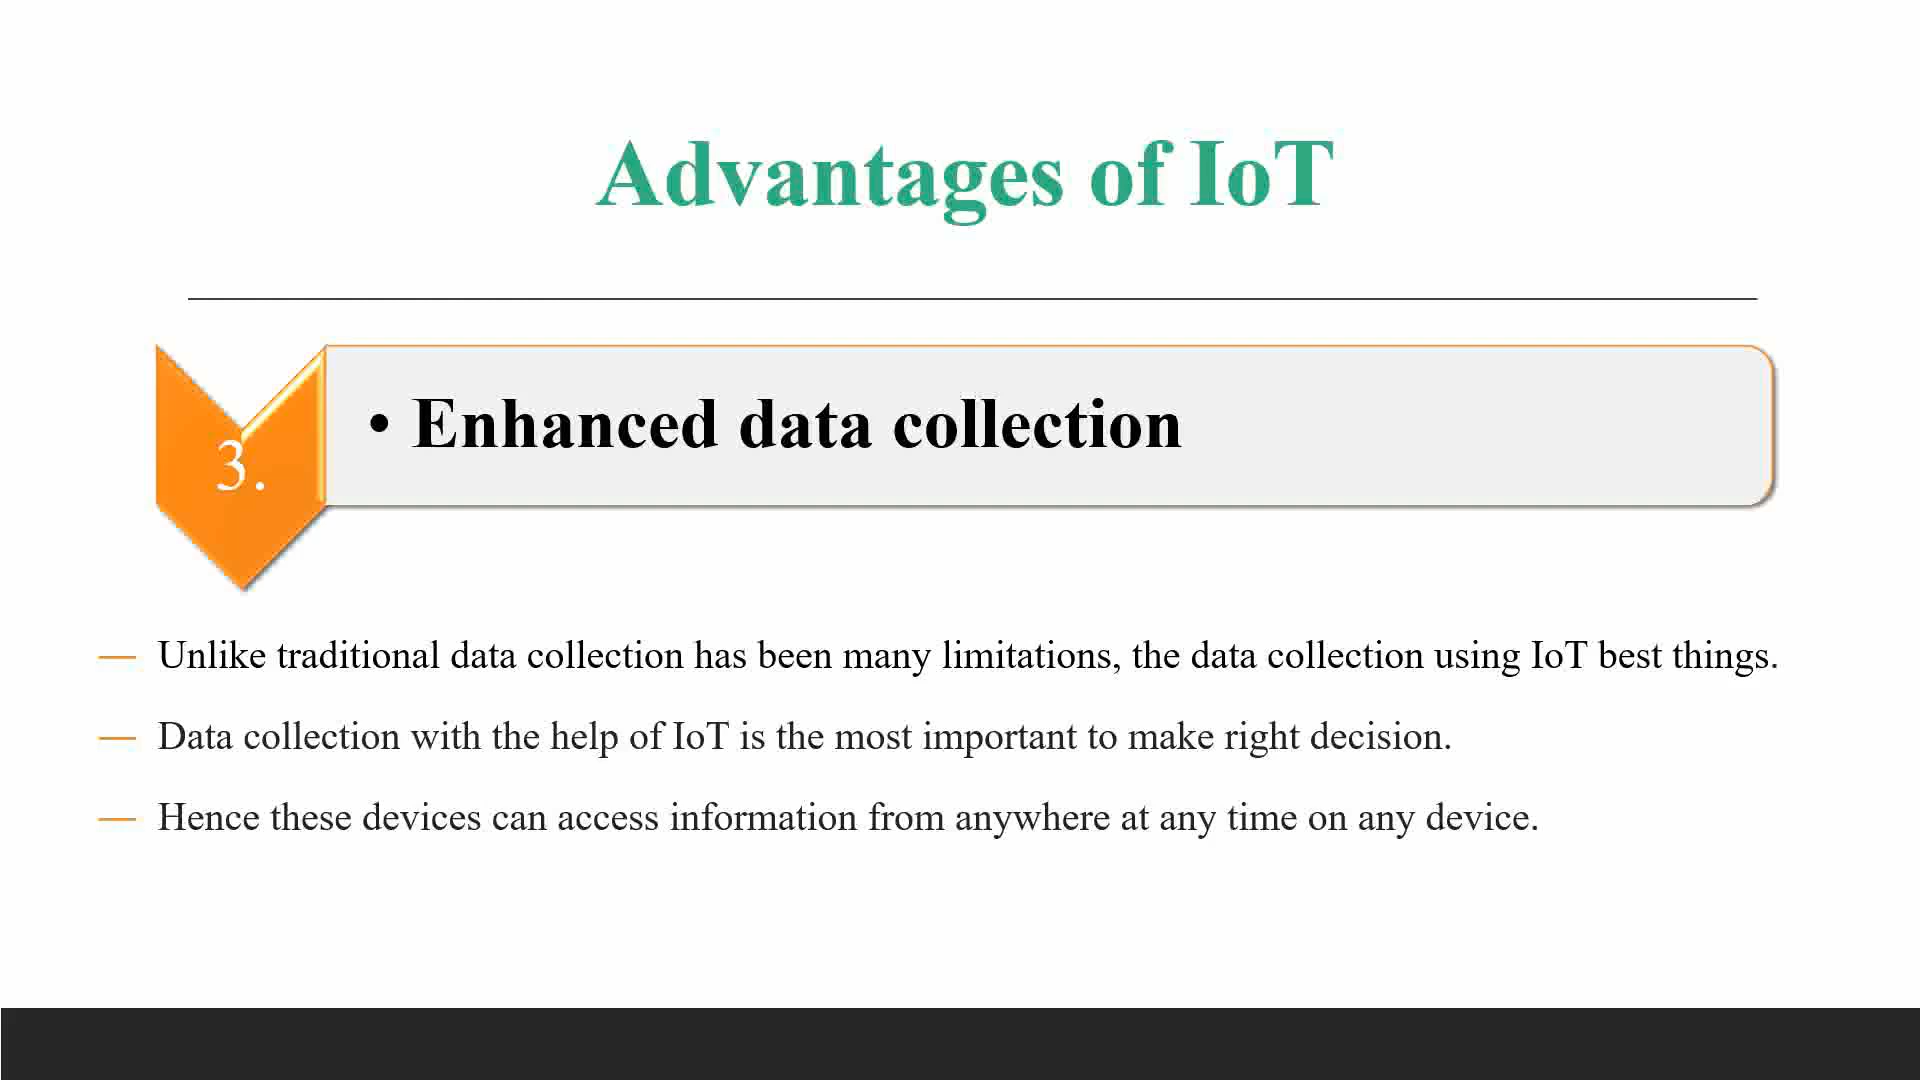 Advantages of IoT
3.
• Enhanced data collection
— Unlike traditional data collection has been many limitations, the data collection using IoT best things.
— Data collection with the help of IoT is the most important to make right decision.
— Hence these devices can access information from anywhere at any time on any device.